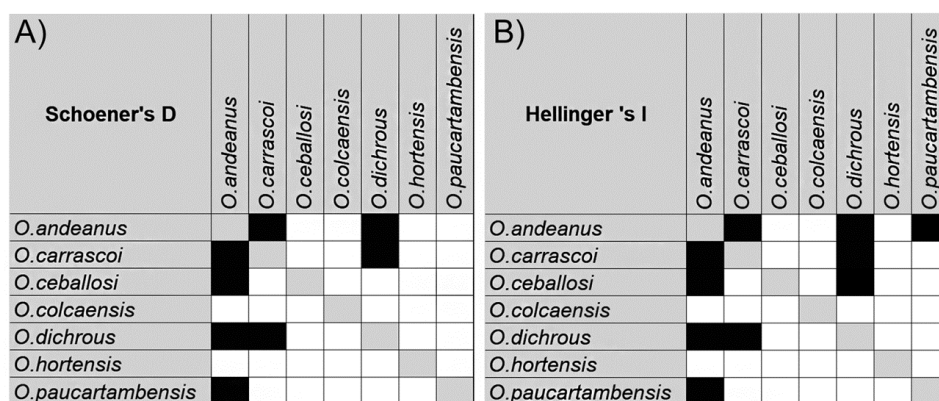 A)
Schoener's D
O.andeanus
O.carrascoi
O.ceballosi
O.colcaensis
O.dichrous
O.hortensis
O.paucartambensis
O.andeanus
O.carrascoi
O.ceballosi
O.colcaensis
O.dichrous
O.hortensis
O.paucartambensis
B)
Hellinger 's I
O.andeanus
O.carrascoi
O.ceballosi
O.colcaensis
O.dichrous
O.hortensis
O.paucartambensis
O.andeanus
O.carrascoi
O.ceballosi
O.colcaensis
O.dichrous
O.hortensis
O.paucartambensis